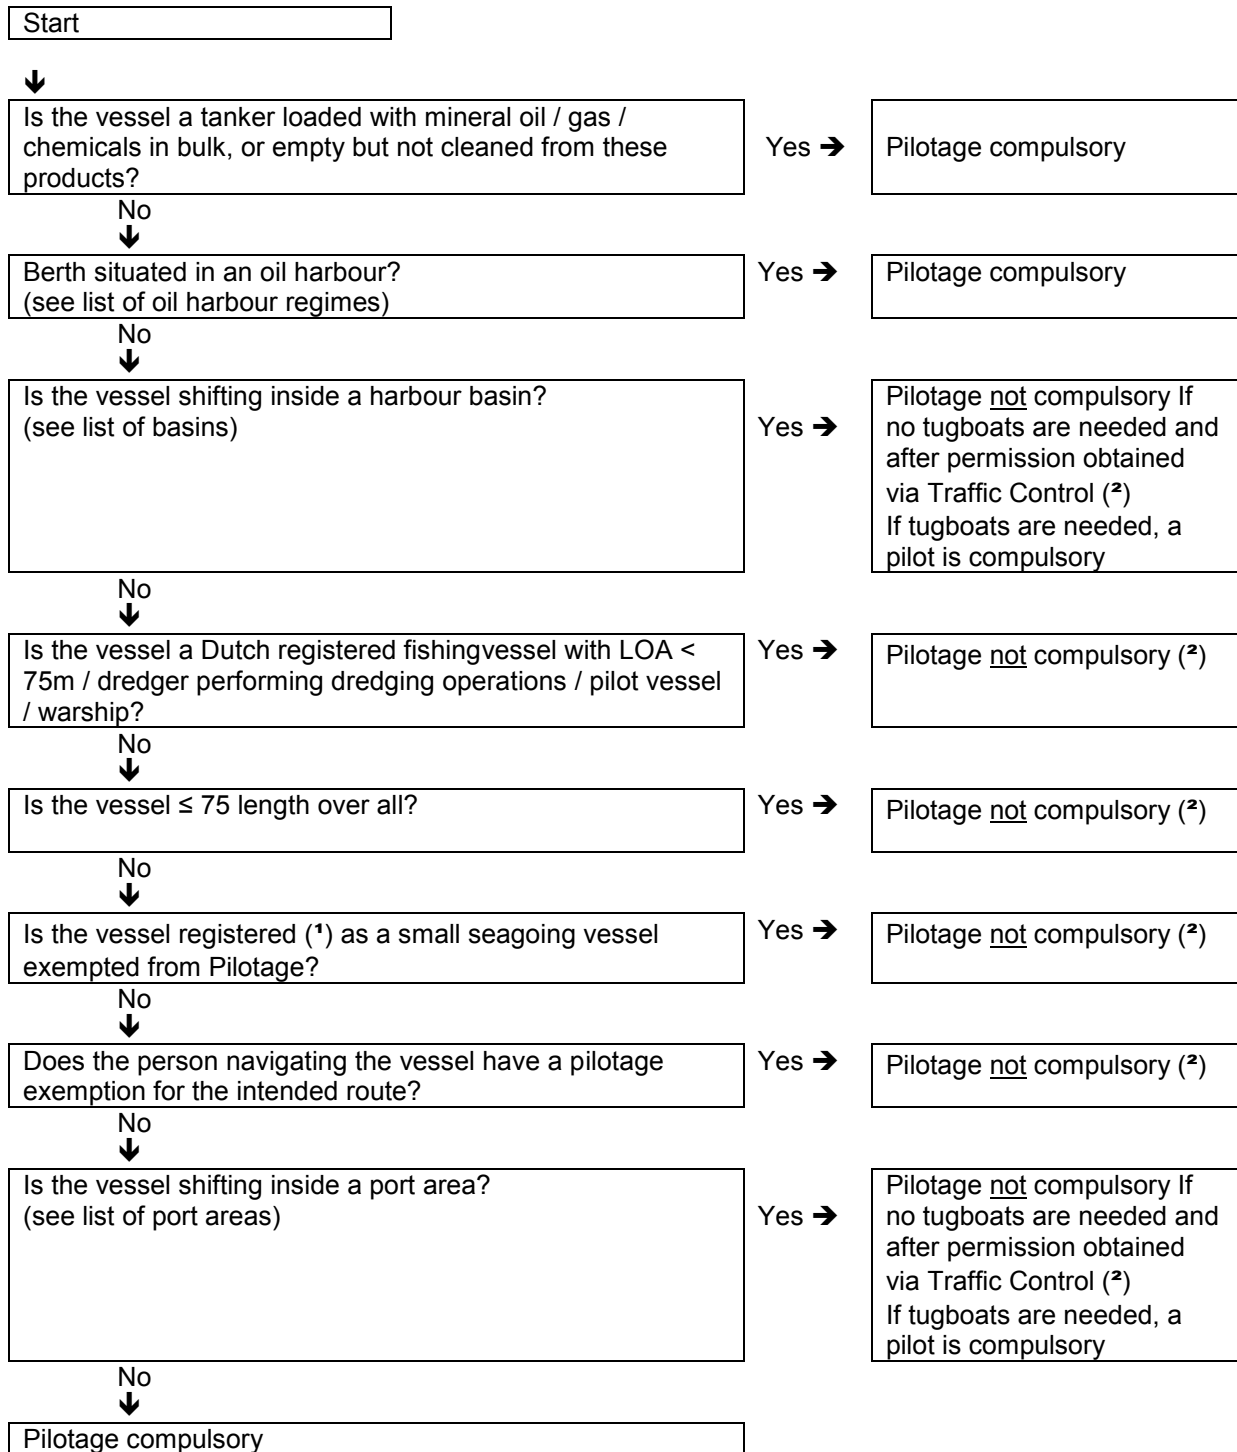 Start
🡻
Is the vessel a tanker loaded with mineral oil / gas /
chemicals in bulk, or empty but not cleaned from these
products?
Yes ➔
Pilotage compulsory
No
🡻
Berth situated in an oil harbour?
(see list of oil harbour regimes)
Yes ➔
Pilotage compulsory
No
🡻
Is the vessel shifting inside a harbour basin?
(see list of basins)
Yes ➔
Pilotage not compulsory If
no tugboats are needed and
after permission obtained
via Traffic Control (²)
If tugboats are needed, a
pilot is compulsory
No
🡻
Is the vessel a Dutch registered fishingvessel with LOA <
75m / dredger performing dredging operations / pilot vessel
/ warship?
Yes ➔
Pilotage not compulsory (²)
No
🡻
Is the vessel ≤ 75 length over all?
Yes ➔
Pilotage not compulsory (²)
No
🡻
Is the vessel registered (¹) as a small seagoing vessel
exempted from Pilotage?
Yes ➔
Pilotage not compulsory (²)
No
🡻
Does the person navigating the vessel have a pilotage
exemption for the intended route?
Yes ➔
Pilotage not compulsory (²)
No
🡻
Is the vessel shifting inside a port area?
(see list of port areas)
Yes ➔
Pilotage not compulsory If
no tugboats are needed and
after permission obtained
via Traffic Control (²)
If tugboats are needed, a
pilot is compulsory
No
🡻
Pilotage compulsory